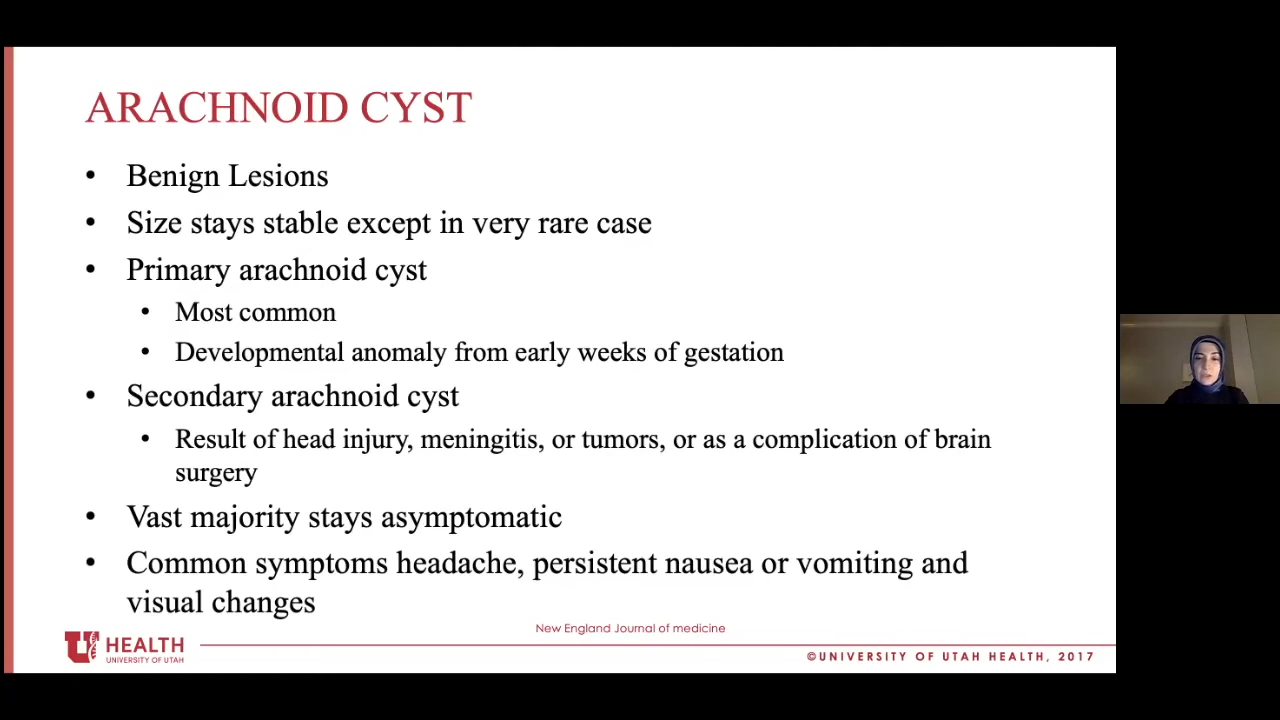 ARACHNOID CYST
• Benign Lesions
• Size stays stable except in very rare case
• Primary arachnoid cyst
• Most common
• Developmental anomaly from early weeks of gestation
• Secondary arachnoid cyst
• Result of head injury, meningitis, or tumors, or as a complication of brain
surgery
• Vast majority stays asymptomatic
• Common symptoms headache, persistent nausea or vomiting and
visual changes
New England Journal of medicine
U HEALTH
UNIVERSITY OF UTAH
©UNIVERSITY OF UTAH HEALTH, 2017